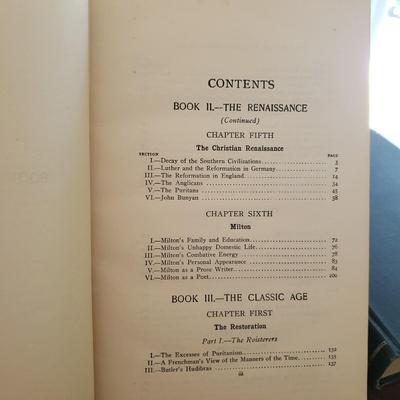 CONTENTS
BOOK II.—THE RENAISSANCE
(Continued)
CHAPTER FIFTH
The Christian Renaissance
SECTION PAGE
I.—Decay of the Southern Civilizations 3
II.—Luther and the Reformation in Germany 7
III.—The Reformation in England 14
IV.—The Anglicans 34
V.—The Puritans 45
VI.—John Bunyan 58
CHAPTER SIXTH
Milton
I.—Milton's Family and Education 72
II.—Milton's Unhappy Domestic Life 76
III.—Milton's Combative Energy 78
IV.—Milton's Personal Appearance 83
V.—Milton as a Prose Writer 84
VI.—Milton as a Poet 100
BOOK III.—THE CLASSIC AGE
CHAPTER FIRST
The Restoration
Part I.—The Roisterers
I.—The Excesses of Puritanism 132
II.—A Frenchman's View of the Manners of the Time 135
III.—Butler's Hudibras 137
iii